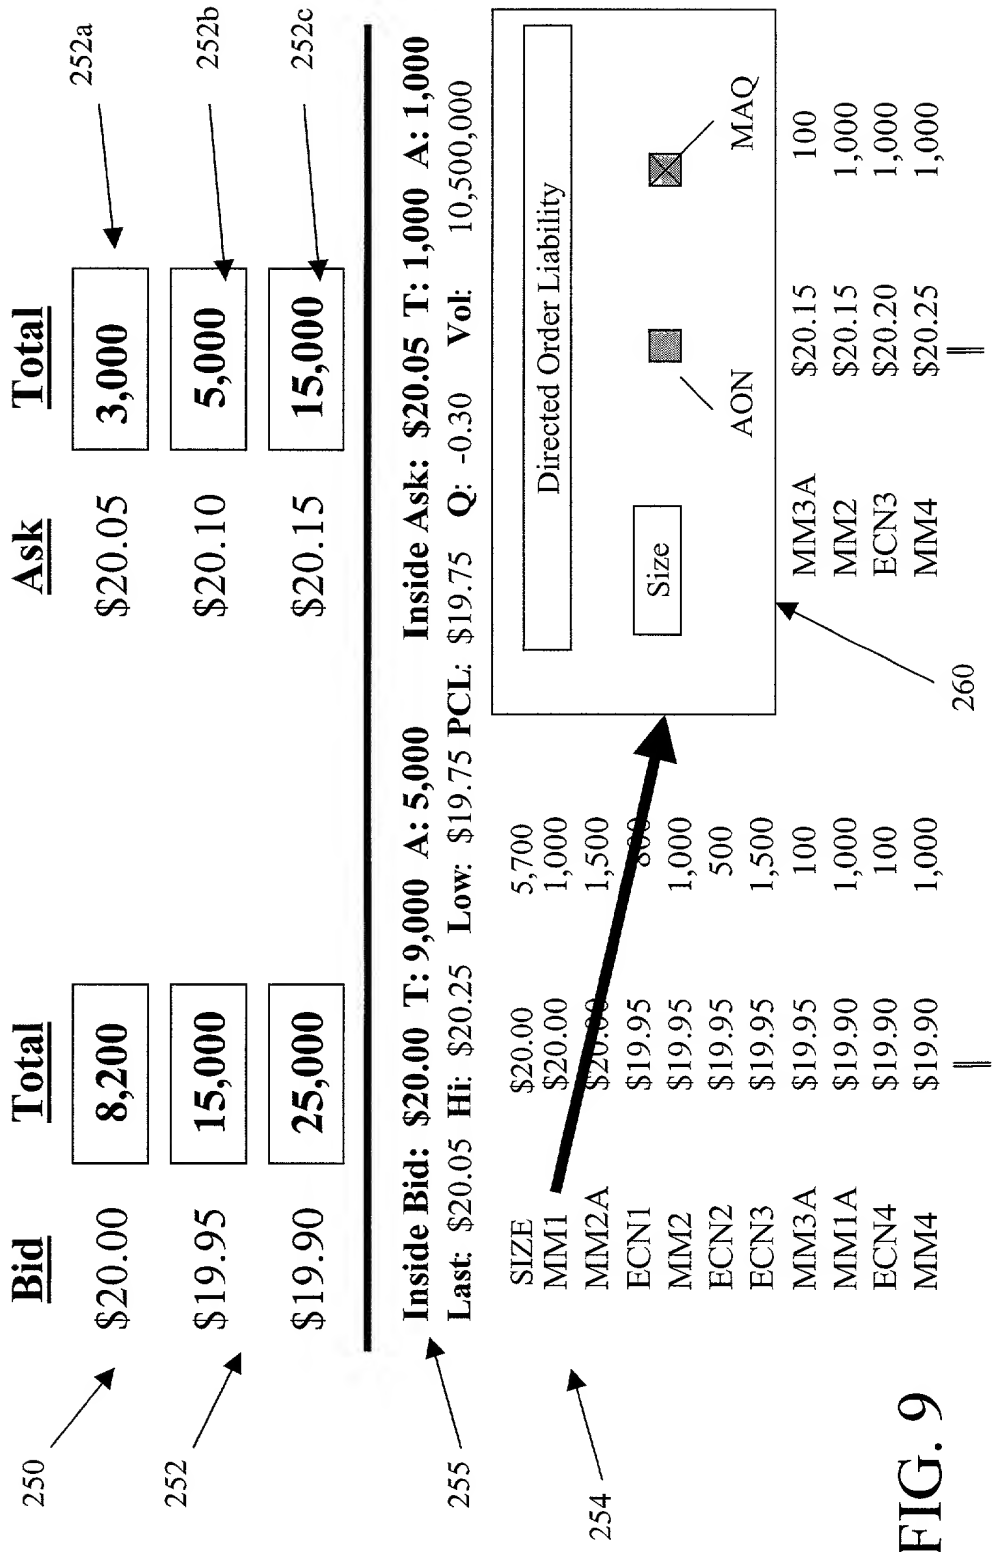 Bid Total Ask Total
$20.00 8,200 $20.05 3,000
$19.95 15,000 $20.10 5,000
$19.90 25,000 $20.15 15,000
250
252
252a
252b
252c
Inside Bid: $20.00 T: 9,000 A: 5,000 Inside Ask: $20.05 T: 1,000 A: 1,000
Last: $20.05 Hi: $20.25 Low: $19.75 PCL: $19.75 Q: -0.30 Vol: 10,500,000
255
254
SIZE $20.00 5,700
MM1 $20.00 1,000
MM2A $20.00 1,500
ECN1 $19.95 800
MM2 $19.95 1,000
ECN2 $19.95 500
ECN3 $19.95 1,500
MM3A $19.95 100
MM1A $19.90 1,000
ECN4 $19.90 100
MM4 $19.90 1,000
Directed Order Liability
Size
AON
MAQ
260
MM3A $20.15 100
MM2 $20.15 1,000
ECN3 $20.20 1,000
MM4 $20.25 1,000
FIG. 9